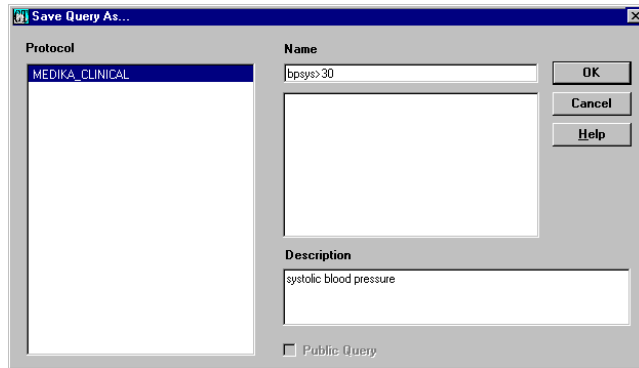 Save Query As...
Protocol
MEDIKA_CLINICAL
Name
bpsys>30
OK
Cancel
Help
Description
systolic blood pressure
Public Query